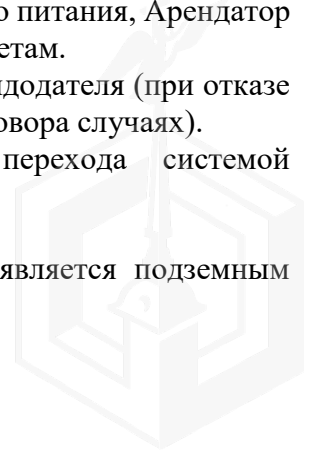 о питания, Арендатор
етам.
ндодателя (при отказе
овора случаях).
перехода системой
является подземным